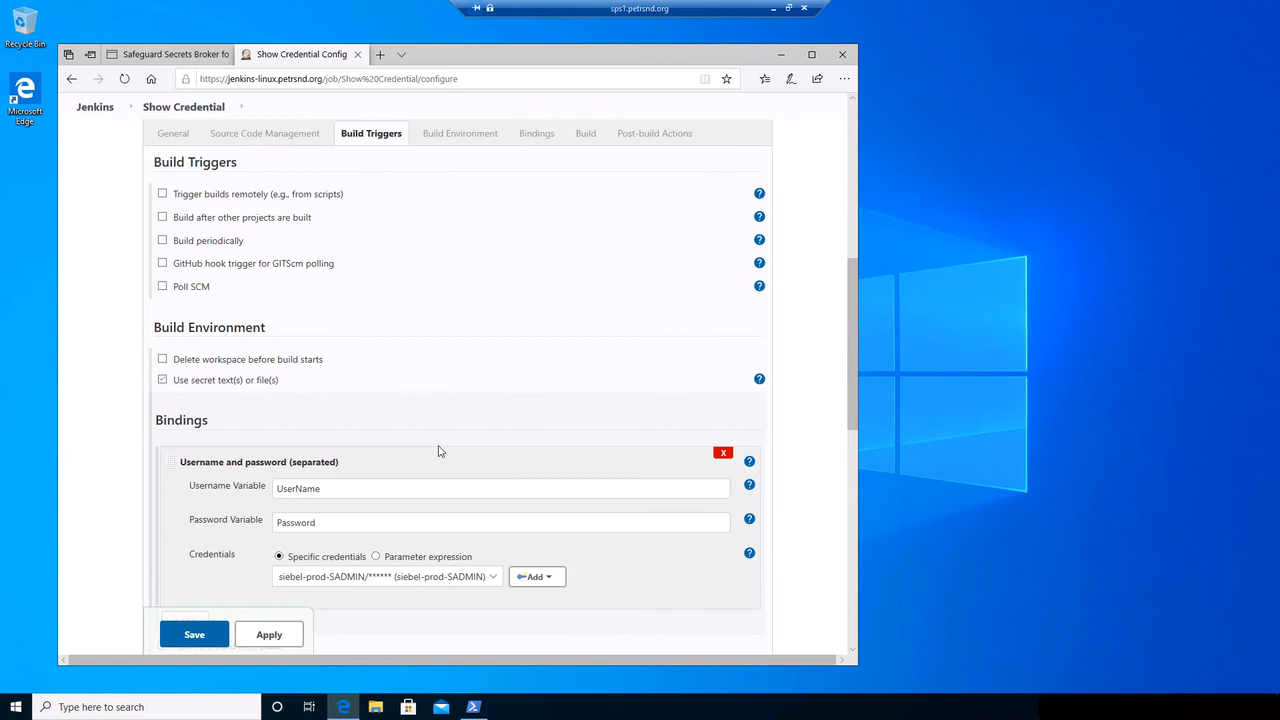 sps1.petrsnd.org
Recycle Bin
Microsoft
Edge
Safeguard Secrets Broker fo
Show Credential Config
https://jenkins-linux.petrsnd.org/job/Show%20Credential/configure
Jenkins
Show Credential
General
Source Code Management
Build Triggers
Build Environment
Bindings
Build
Post-build Actions
Build Triggers
Trigger builds remotely (e.g., from scripts)
Build after other projects are built
Build periodically
GitHub hook trigger for GITScm polling
Poll SCM
Build Environment
Delete workspace before build starts
Use secret text(s) or file(s)
Bindings
X
Username and password (separated)
Username Variable
UserName
Password Variable
Password
Credentials
Specific credentials
Parameter expression
siebel-prod-SADMIN/****** (siebel-prod-SADMIN)
Add
Save
Apply
Type here to search